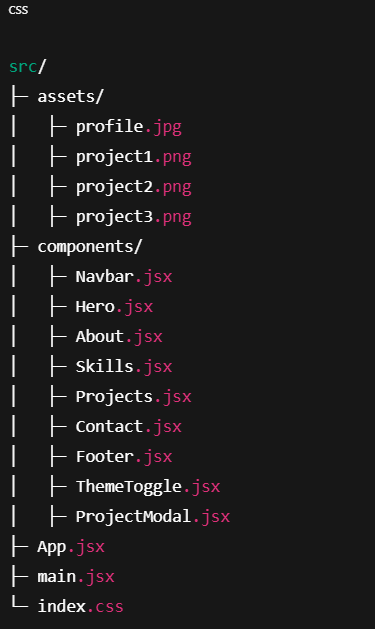 css
src/
├─ assets/
│   ├─ profile.jpg
│   ├─ project1.png
│   ├─ project2.png
│   ├─ project3.png
├─ components/
│   ├─ Navbar.jsx
│   ├─ Hero.jsx
│   ├─ About.jsx
│   ├─ Skills.jsx
│   ├─ Projects.jsx
│   ├─ Contact.jsx
│   ├─ Footer.jsx
│   ├─ ThemeToggle.jsx
│   ├─ ProjectModal.jsx
├─ App.jsx
├─ main.jsx
└─ index.css